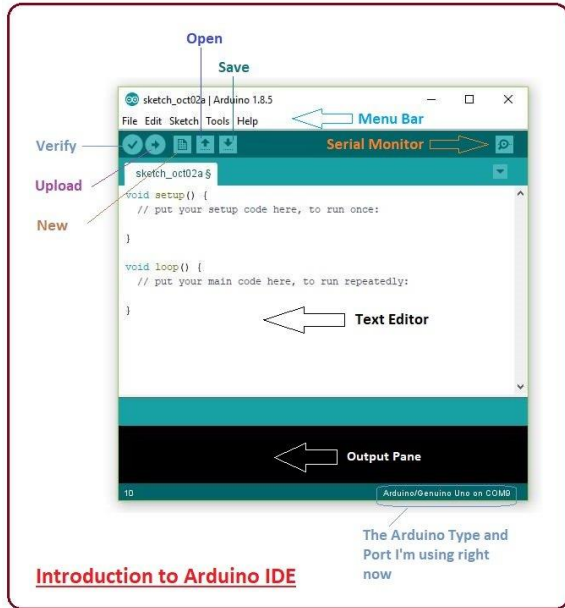 Open
Save
sketch_oct02a | Arduino 1.8.5
File Edit Sketch Tools Help
Menu Bar
Verify
Serial Monitor
Upload
sketch_oct02a §
New
void setup() {
// put your setup code here, to run once:
}
void loop() {
// put your main code here, to run repeatedly:
}
Text Editor
Output Pane
10
Arduino/Genuino Uno on COM9
The Arduino Type and
Port I'm using right
now
Introduction to Arduino IDE